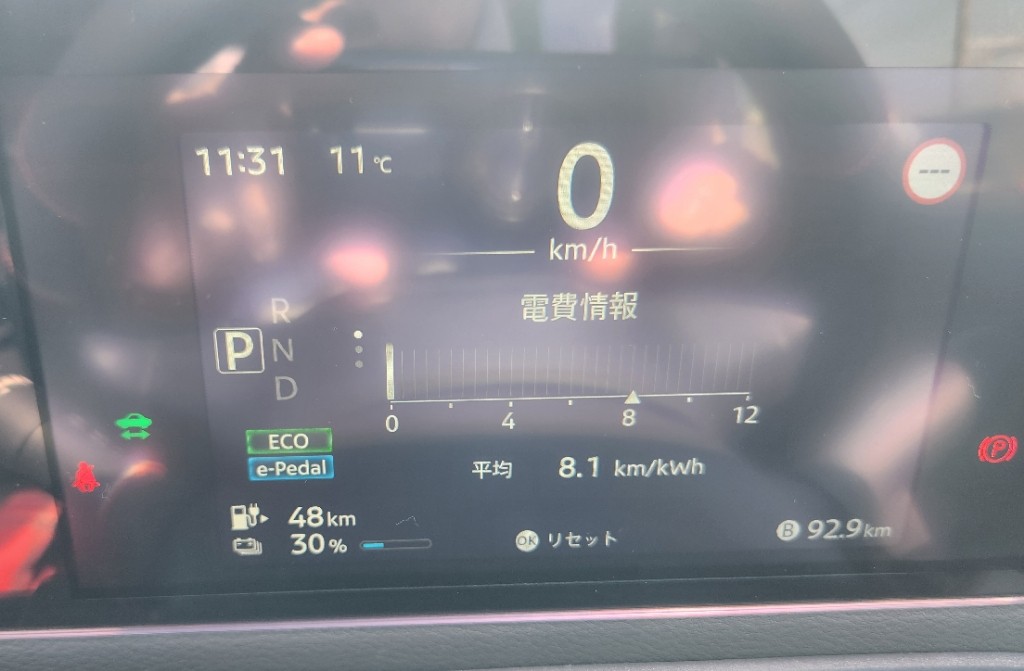 11:31 11℃
0
---
km/h
電費情報
R
P N
D
0 4 8 12
ECO
e-Pedal
平均 8.1 km/kWh
48km
30%
OK リセット
B 92.9km
P